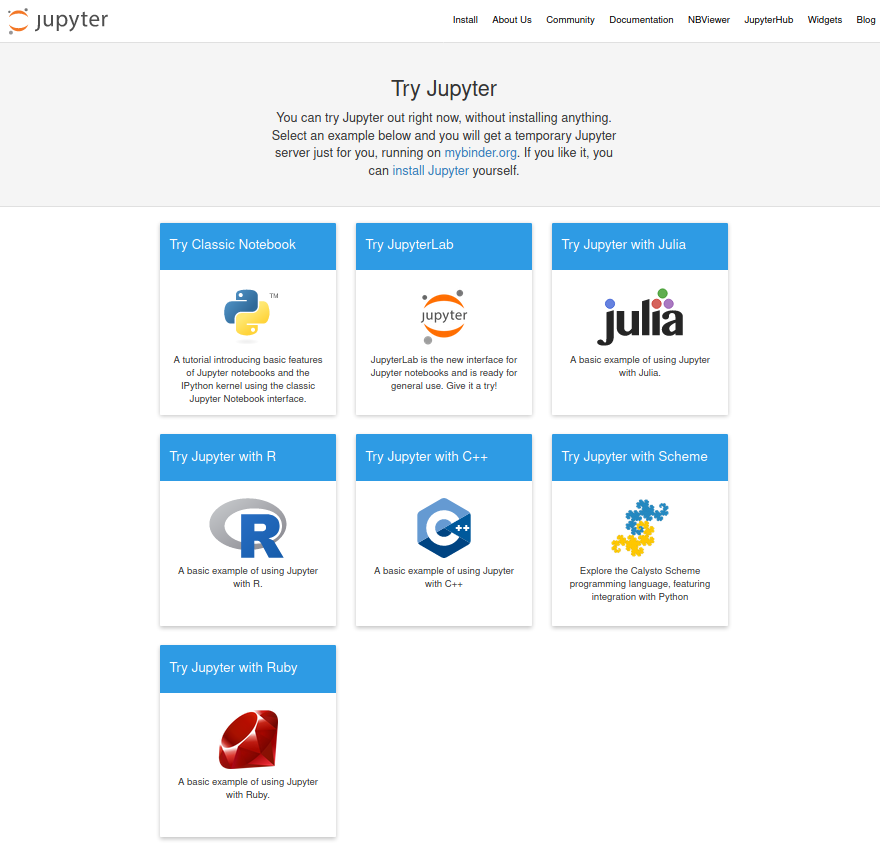 jupyter
Install About Us Community Documentation NBViewer JupyterHub Widgets Blog
Try Jupyter
You can try Jupyter out right now, without installing anything.
Select an example below and you will get a temporary Jupyter
server just for you, running on mybinder.org. If you like it, you
can install Jupyter yourself.
Try Classic Notebook
TM
A tutorial introducing basic features
of Jupyter notebooks and the
IPython kernel using the classic
Jupyter Notebook interface.
Try JupyterLab
jupyter
JupyterLab is the new interface for
Jupyter notebooks and is ready for
general use. Give it a try!
Try Jupyter with Julia
julia
A basic example of using Jupyter
with Julia.
Try Jupyter with R
R
A basic example of using Jupyter
with R.
Try Jupyter with C++
C++
A basic example of using Jupyter
with C++
Try Jupyter with Scheme
Explore the Calysto Scheme
programming language, featuring
integration with Python
Try Jupyter with Ruby
A basic example of using Jupyter
with Ruby.